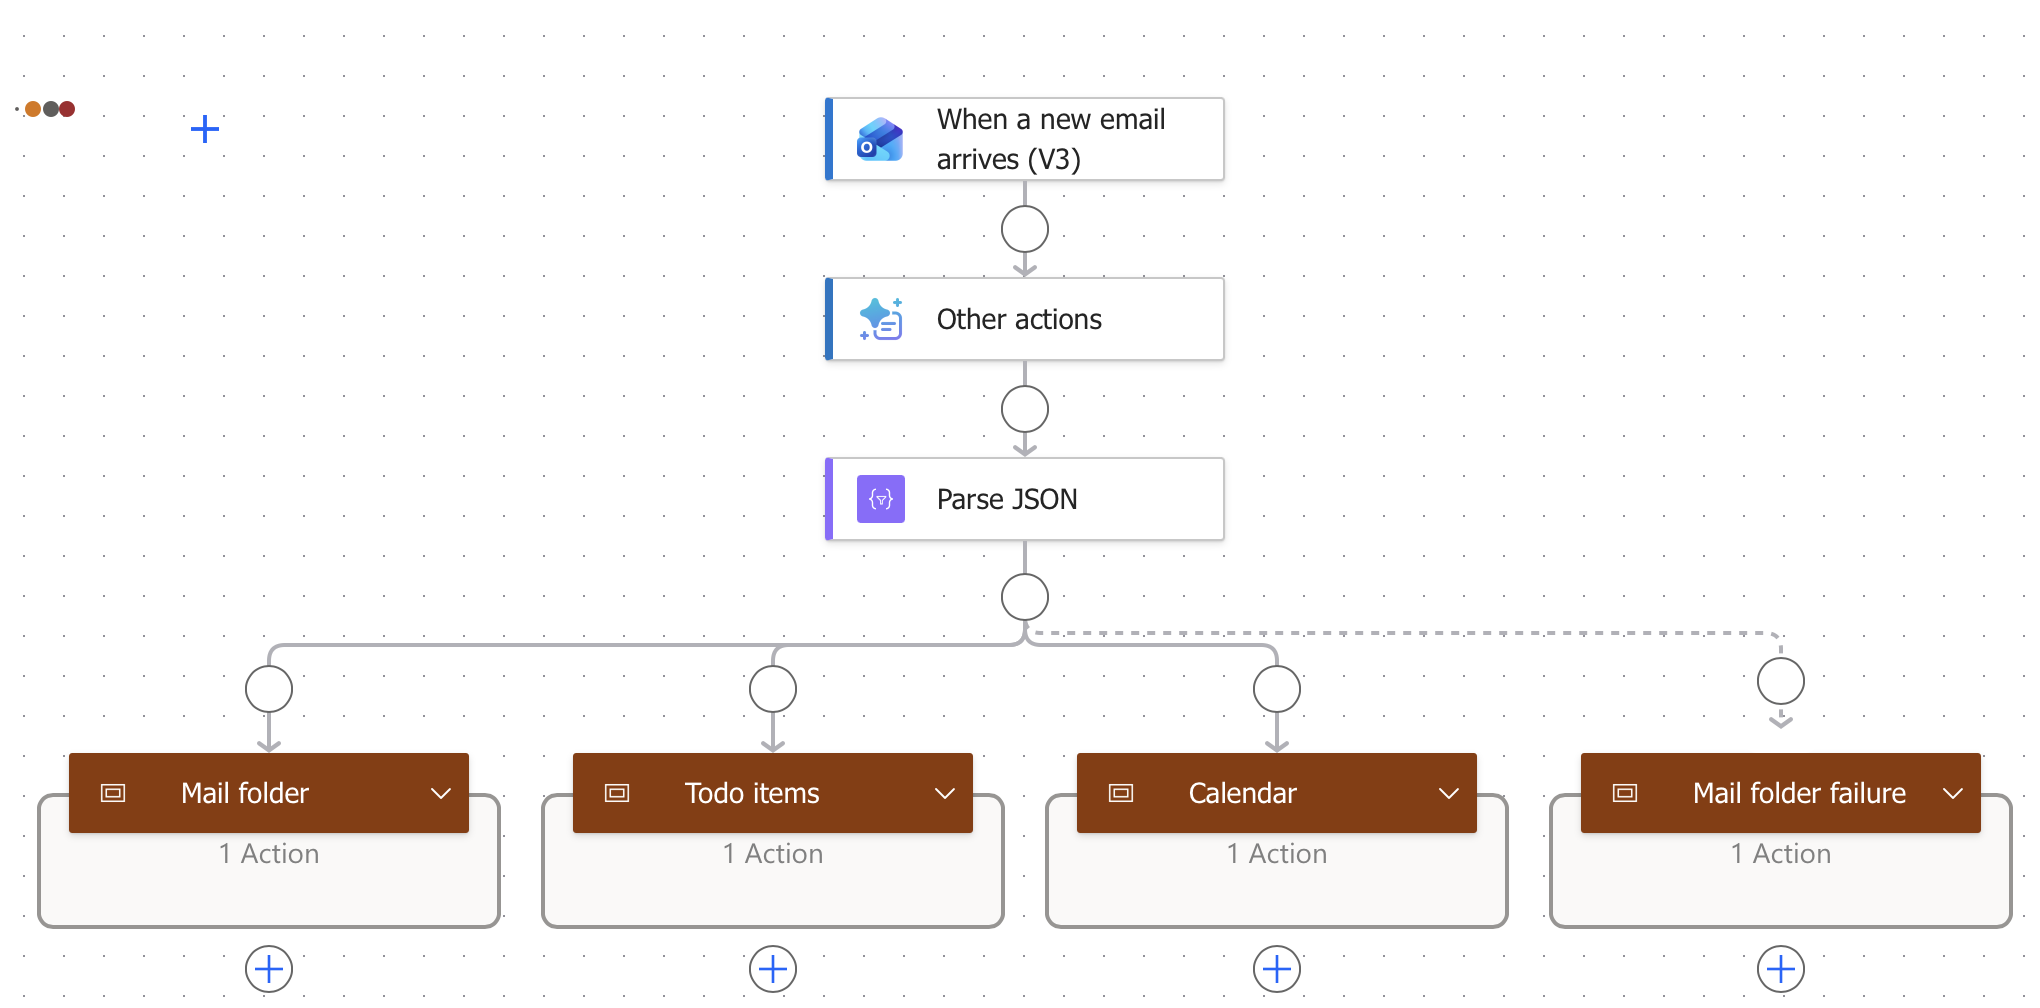 When a new email
arrives (V3)
Other actions
Parse JSON
Mail folder
Todo items
Calendar
Mail folder failure
1 Action
1 Action
1 Action
1 Action